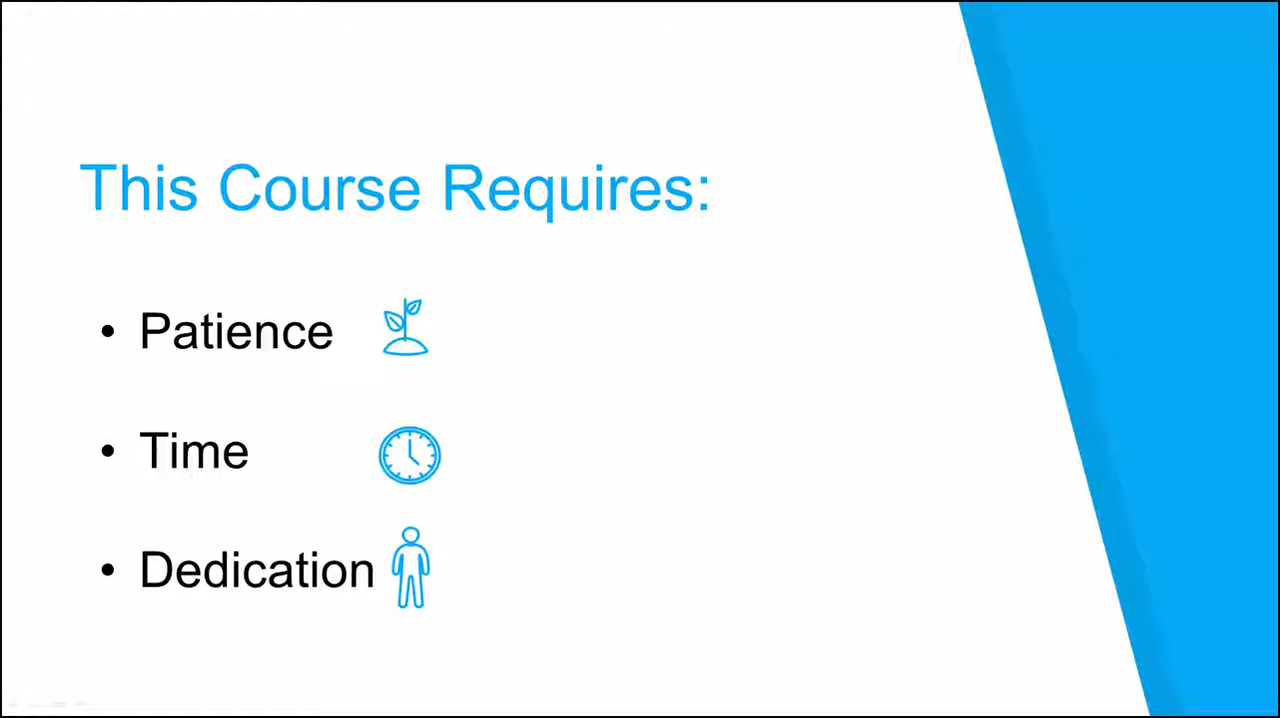 This Course Requires:
• Patience
• Time
• Dedication